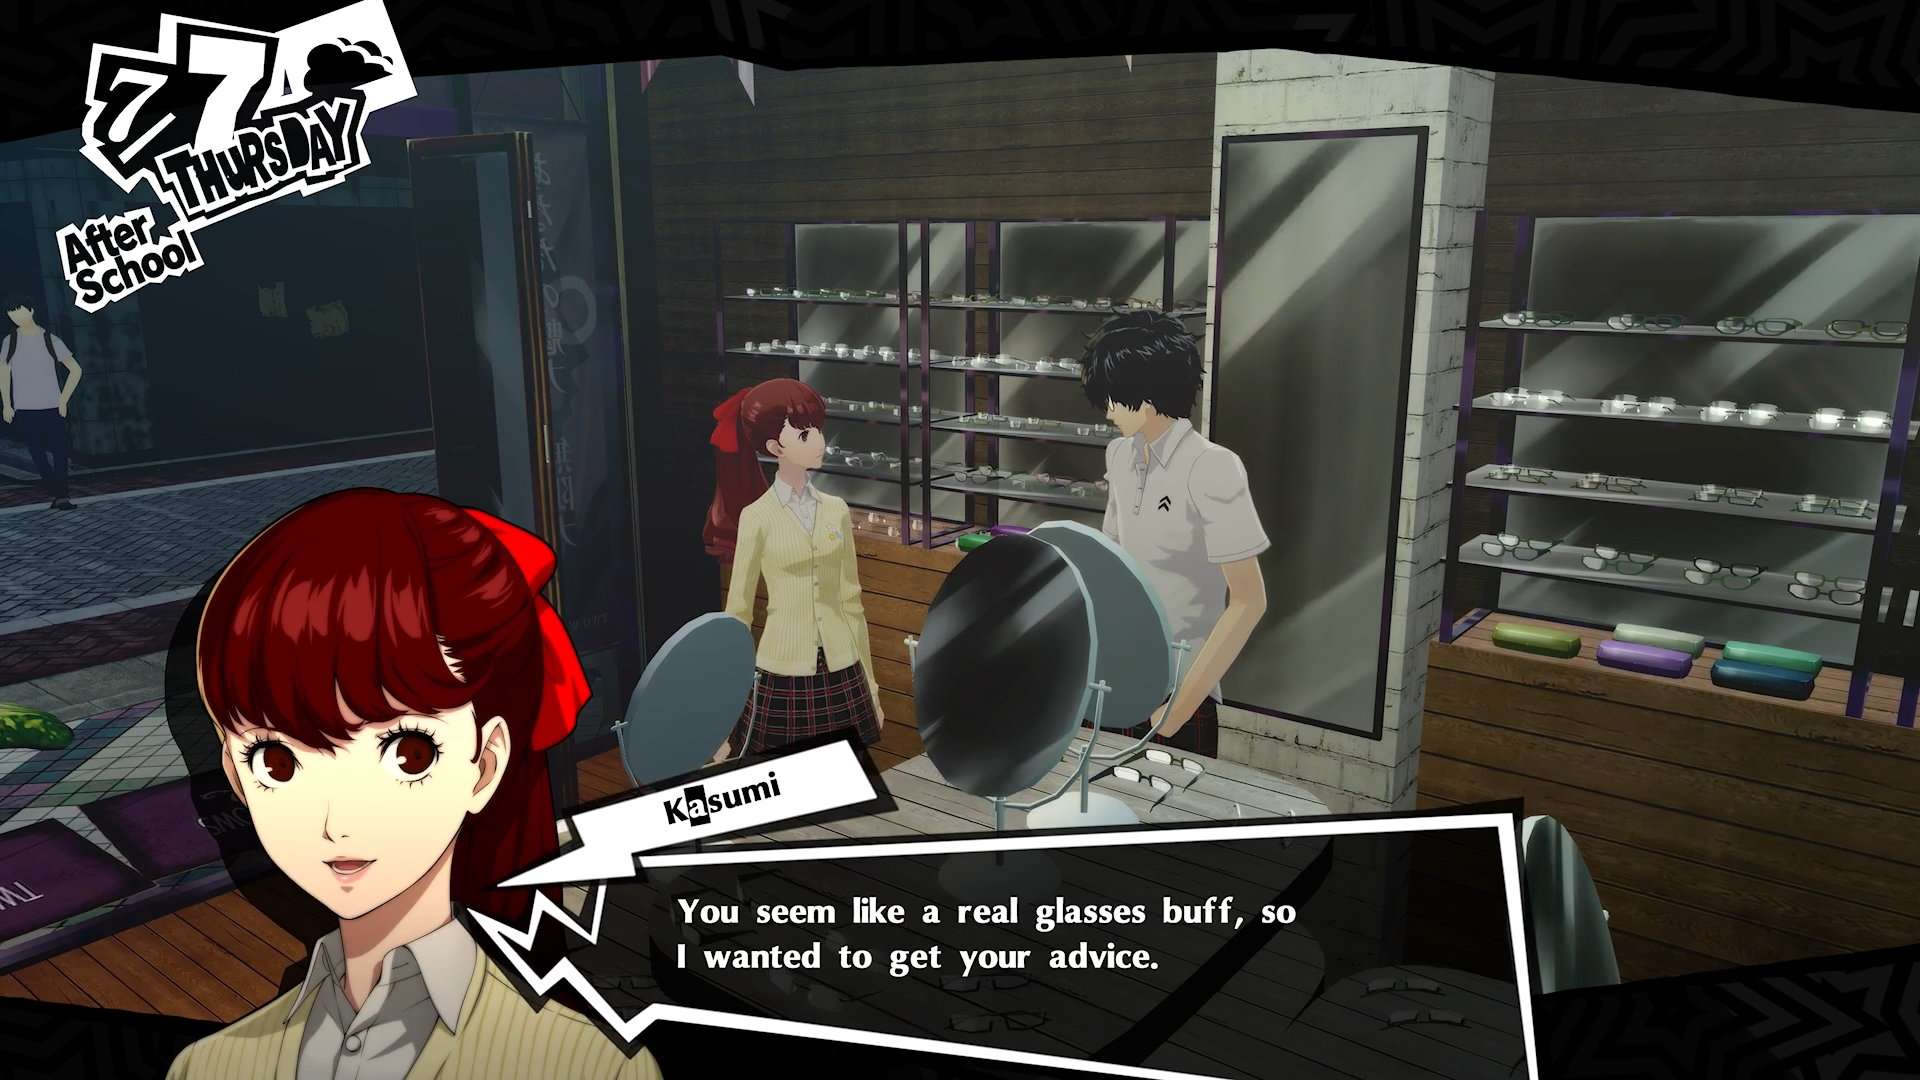 7 7
THURSDAY
After
School
Kasumi
You seem like a real glasses buff, so
I wanted to get your advice.